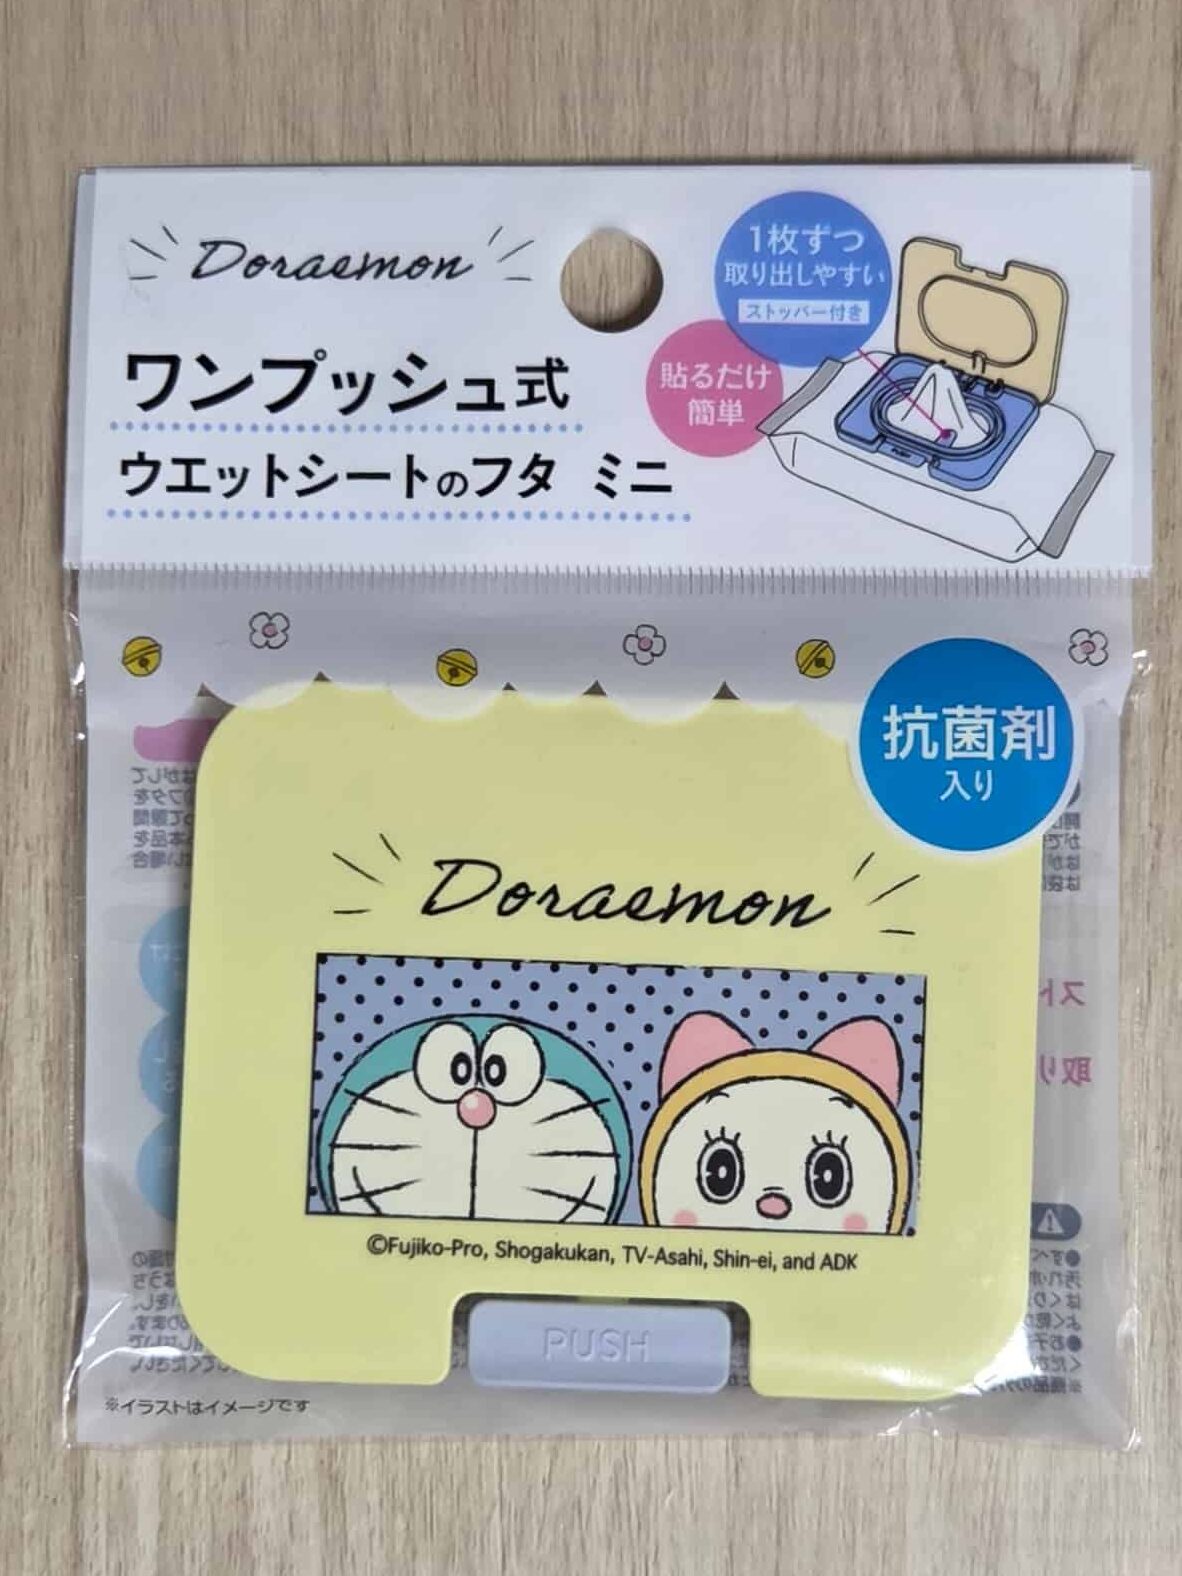 Doraemon
ワンプッシュ式
ウエットシートのフタ ミニ
1枚ずつ
取り出しやすい
ストッパー付き
貼るだけ
簡単
抗菌剤
入り
Doraemon
©Fujiko-Pro, Shogakukan, TV-Asahi, Shin-ei, and ADK
PUSH
※イラストはイメージです